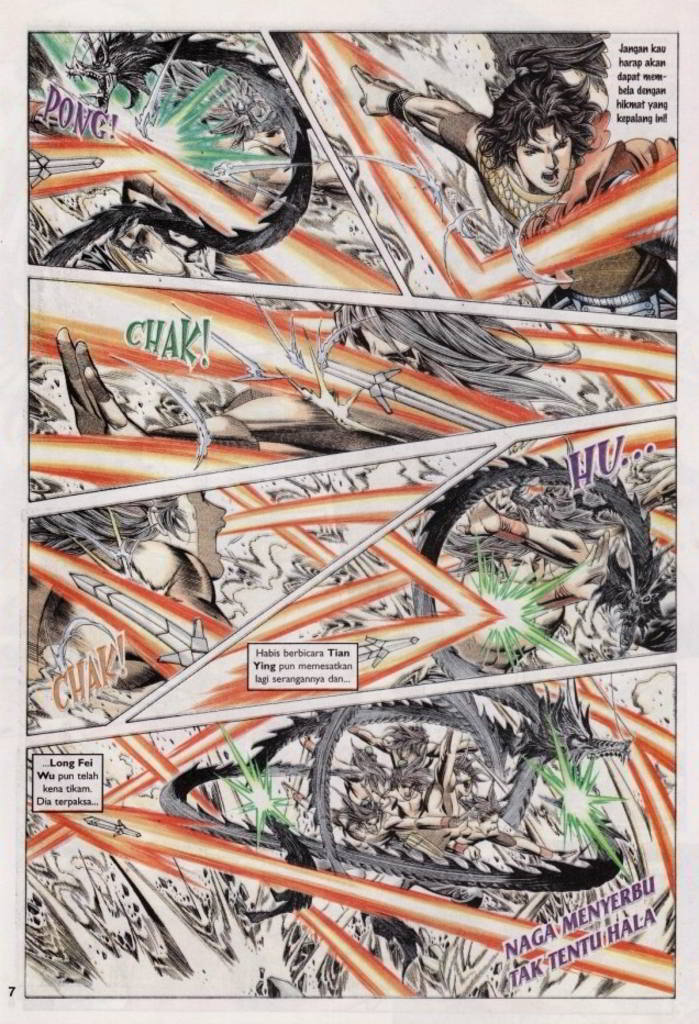 PONG!
Jangan kau
harap akan
dapat mem-
bela dengan
hikmat yang
kepalang ini!
CHAK!
HU...
CHAK!
Habis berbicara Tian
Ying pun memesatkan
lagi serangannya dan...
...Long Fei
Wu pun telah
kena tikam.
Dia terpaksa...
NAGA MENYERBU
TAK TENTU HALA
7